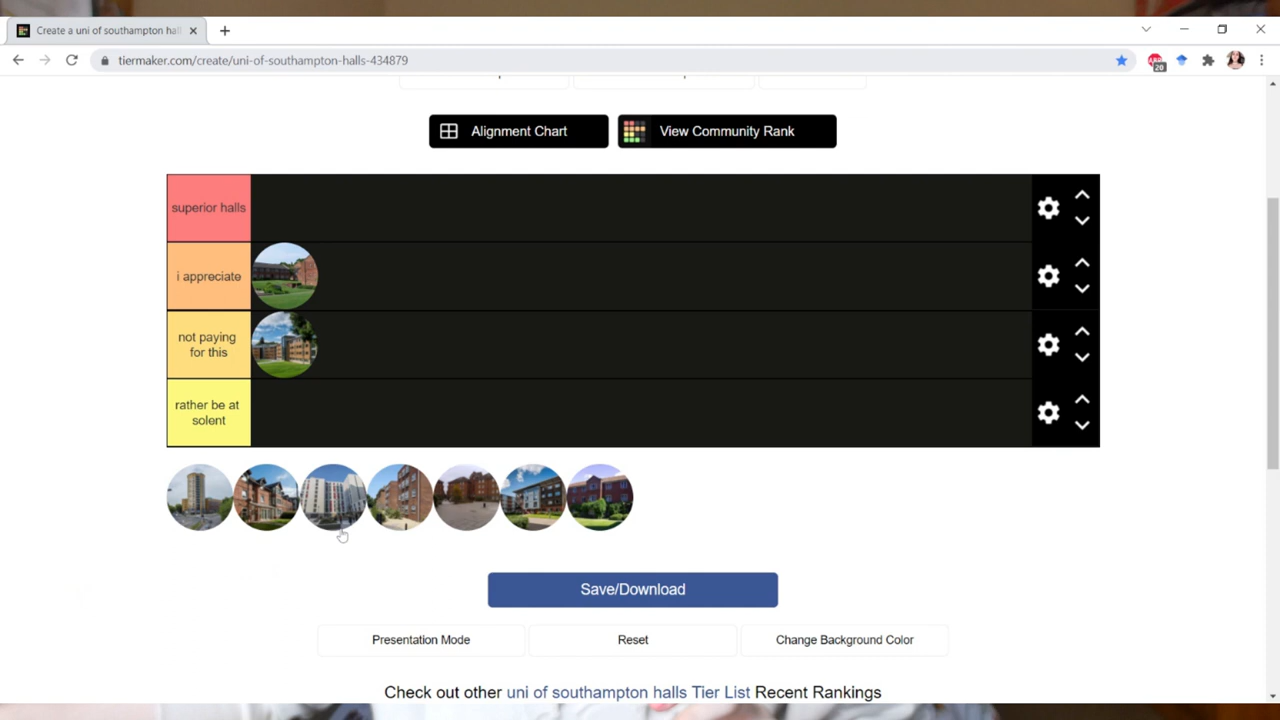 Create a uni of southampton hall
tiermaker.com/create/uni-of-southampton-halls-434879
20
Alignment Chart
View Community Rank
superior halls
i appreciate
not paying
for this
rather be at
solent
Save/Download
Presentation Mode
Reset
Change Background Color
Check out other uni of southampton halls Tier List Recent Rankings